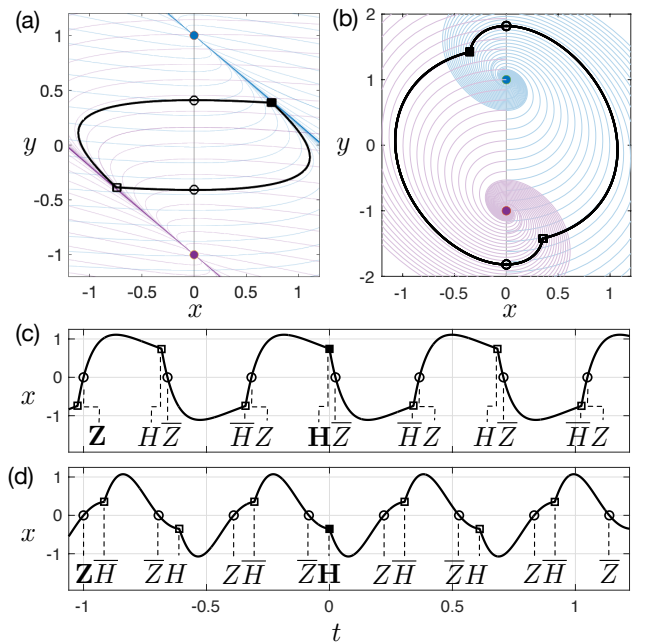 (a)
1
0.5
y 0
-0.5
-1
-1 -0.5 0 0.5 1
x
(b)
2
1
y 0
-1
-2
-1 -0.5 0 0.5 1
x
(c)
1
x 0
-1
Z H Z̅ H̅ Z H Z̅ H̅ Z H Z̅ H̅ Z
(d)
1
x 0
-1
Z H̅ Z̅ H Z H̅ Z̅ H Z H̅ Z̅ H Z H̅ Z̅
-1 -0.5 0 0.5 1
t